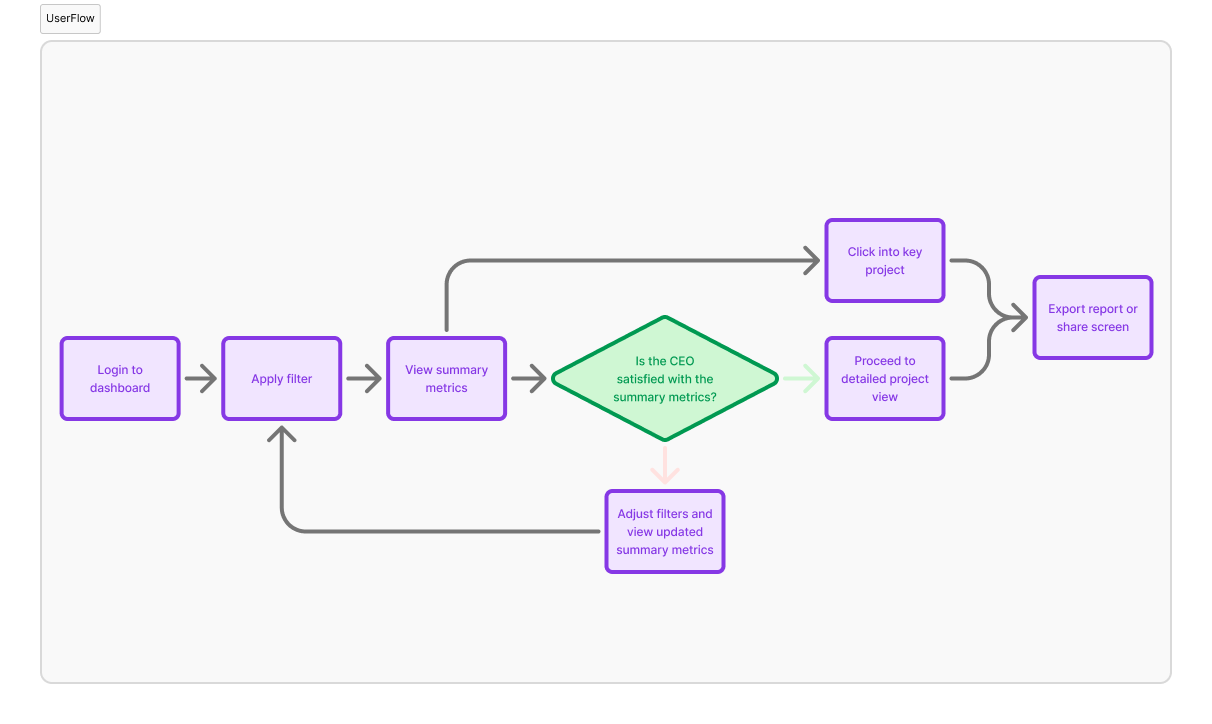 UserFlow
Login to
dashboard
Apply filter
View summary
metrics
Is the CEO
satisfied with the
summary metrics?
Click into key
project
Proceed to
detailed project
view
Export report or
share screen
Adjust filters and
view updated
summary metrics